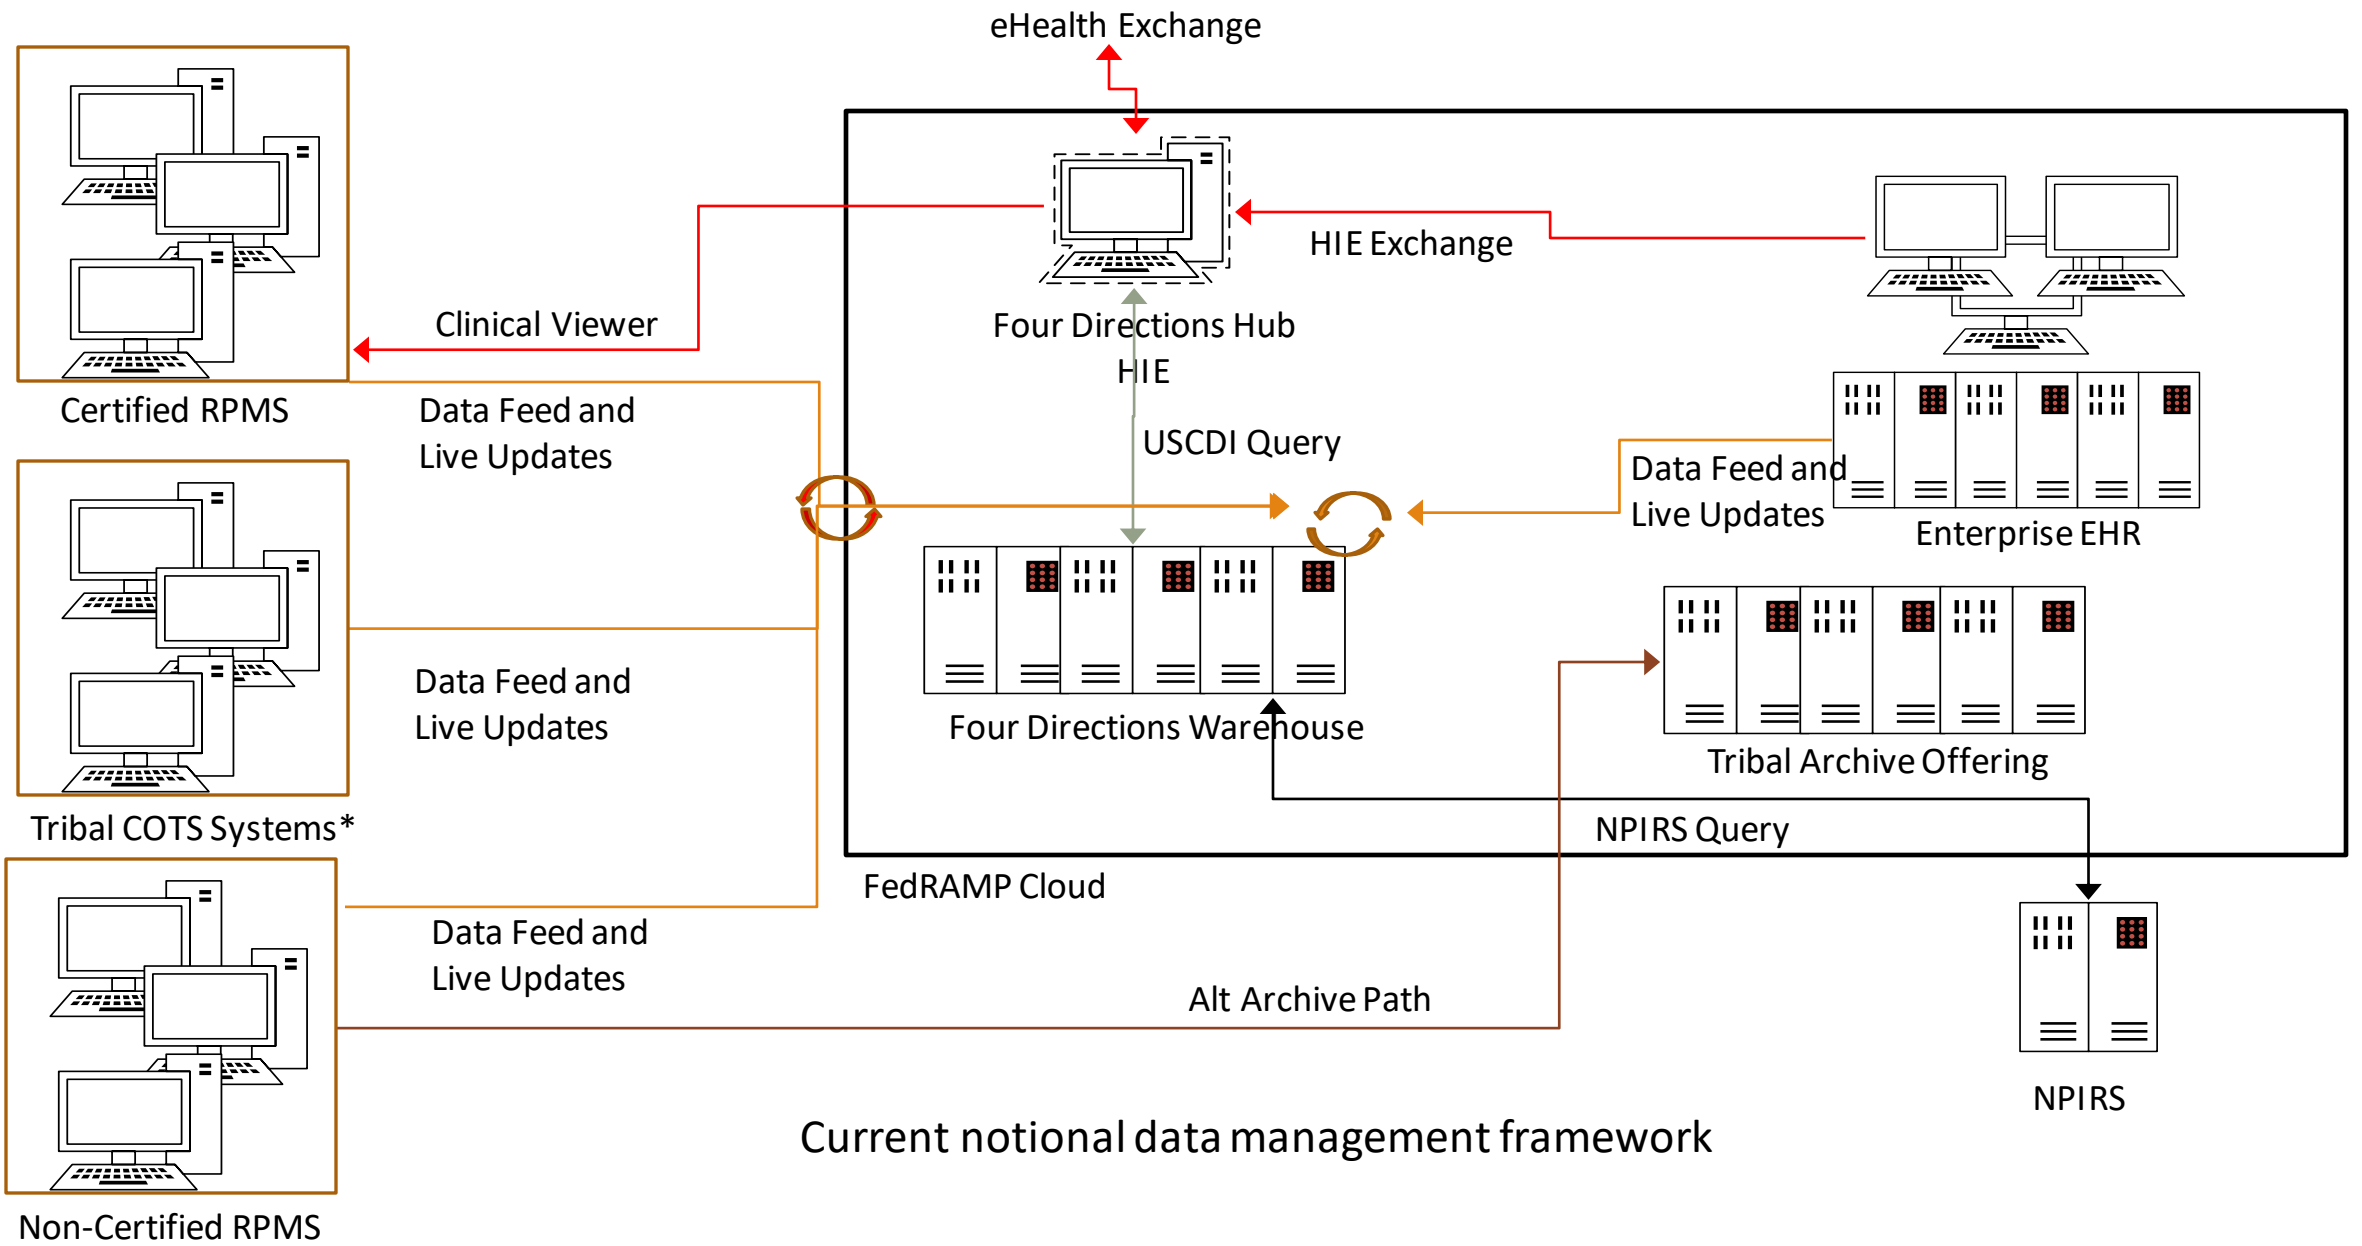 eHealth Exchange
HIE Exchange
Clinical Viewer
Four Directions Hub
HIE
Certified RPMS
Data Feed and
Live Updates
USCDI Query
Data Feed and
Live Updates
Enterprise EHR
Data Feed and
Live Updates
Four Directions Warehouse
Tribal Archive Offering
Tribal COTS Systems*
NPIRS Query
FedRAMP Cloud
Data Feed and
Live Updates
Alt Archive Path
NPIRS
Current notional data management framework
Non-Certified RPMS